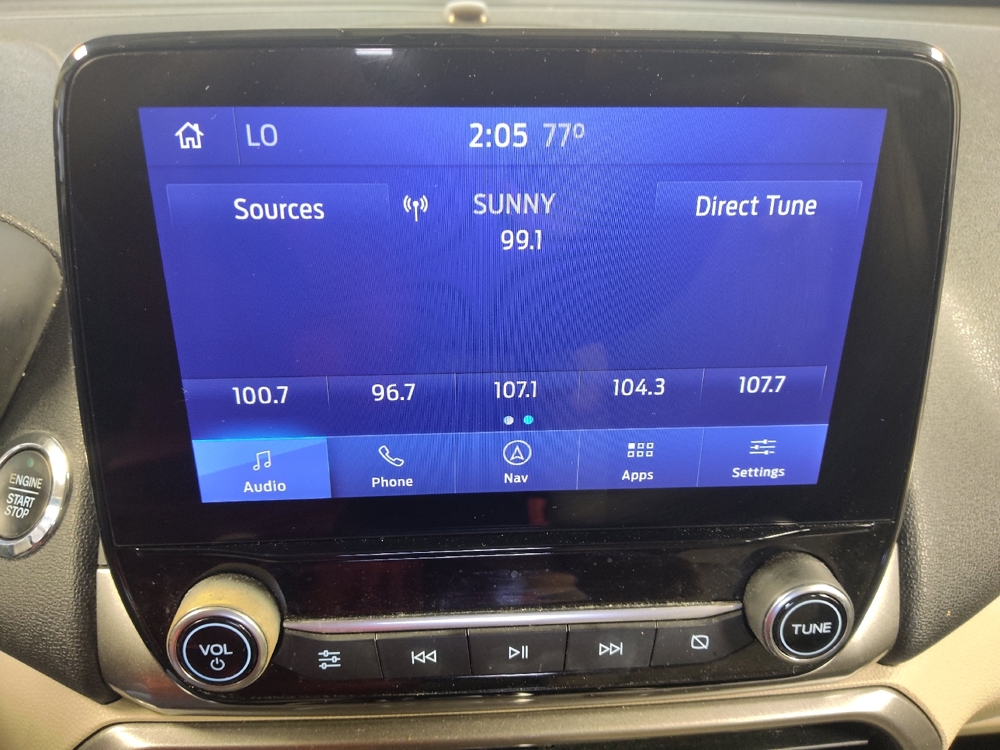 LO 2:05 77°
Sources SUNNY Direct Tune
99.1
100.7 96.7 107.1 104.3 107.7
Audio Phone Nav Apps Settings
ENGINE
START
STOP
VOL TUNE